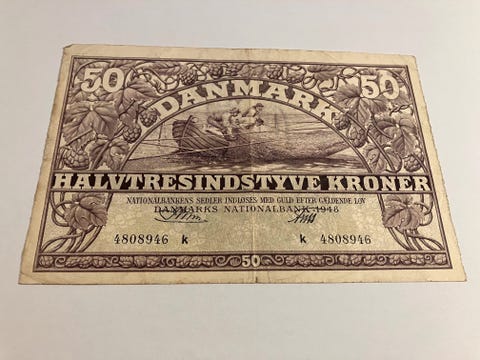 50 50
DANMARK
HALVTRESINDSTYVE KRONER
NATIONALBANKENS SEDLER INDLØSES MED GULD EFTER GÆLDENDE LOV
DANMARKS NATIONALBANK 1948
4808946 k k 4808946
50